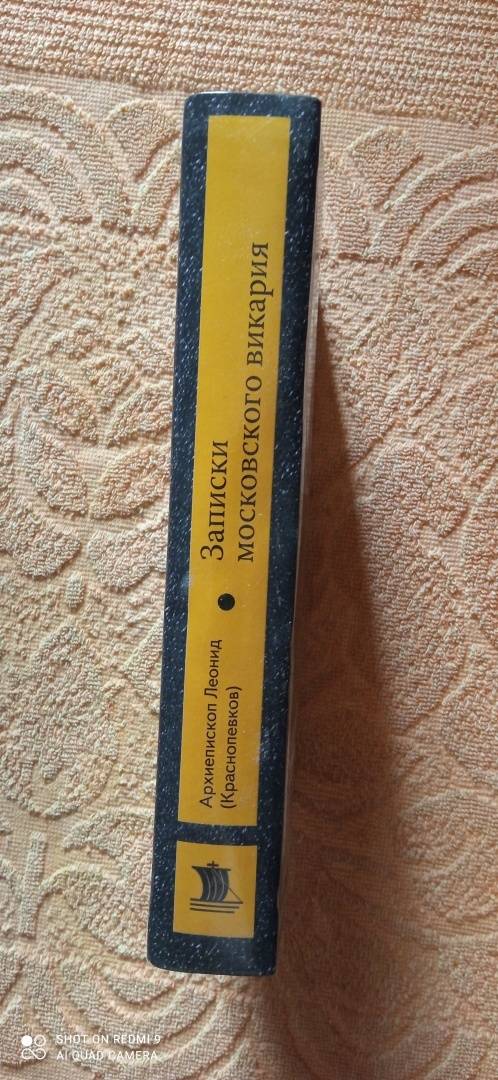 Архиепископ Леонид
(Краснопевков)
Записки
московского викария
SHOT ON REDMI 9
AI QUAD CAMERA